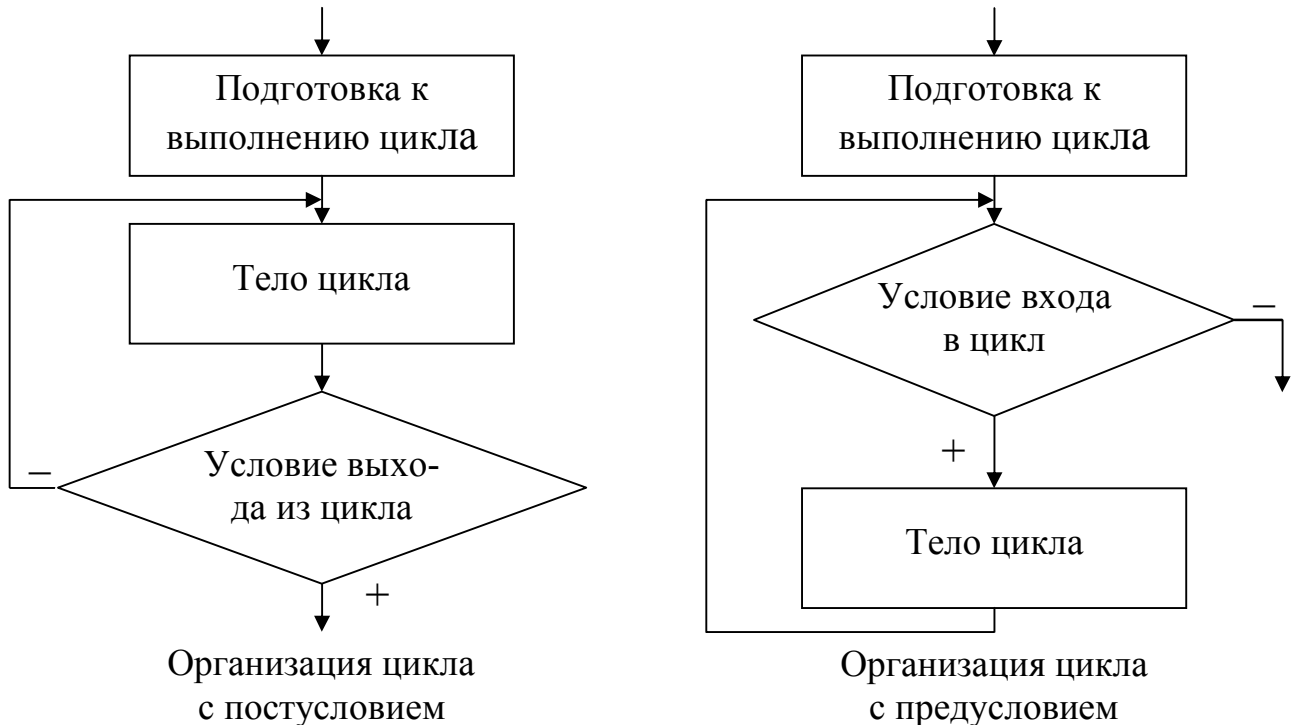 Подготовка к
выполнению цикла
Тело цикла
Условие выхо-
да из цикла
–
+
Организация цикла
с постусловием
Подготовка к
выполнению цикла
Условие входа
в цикл
–
+
Тело цикла
Организация цикла
с предусловием